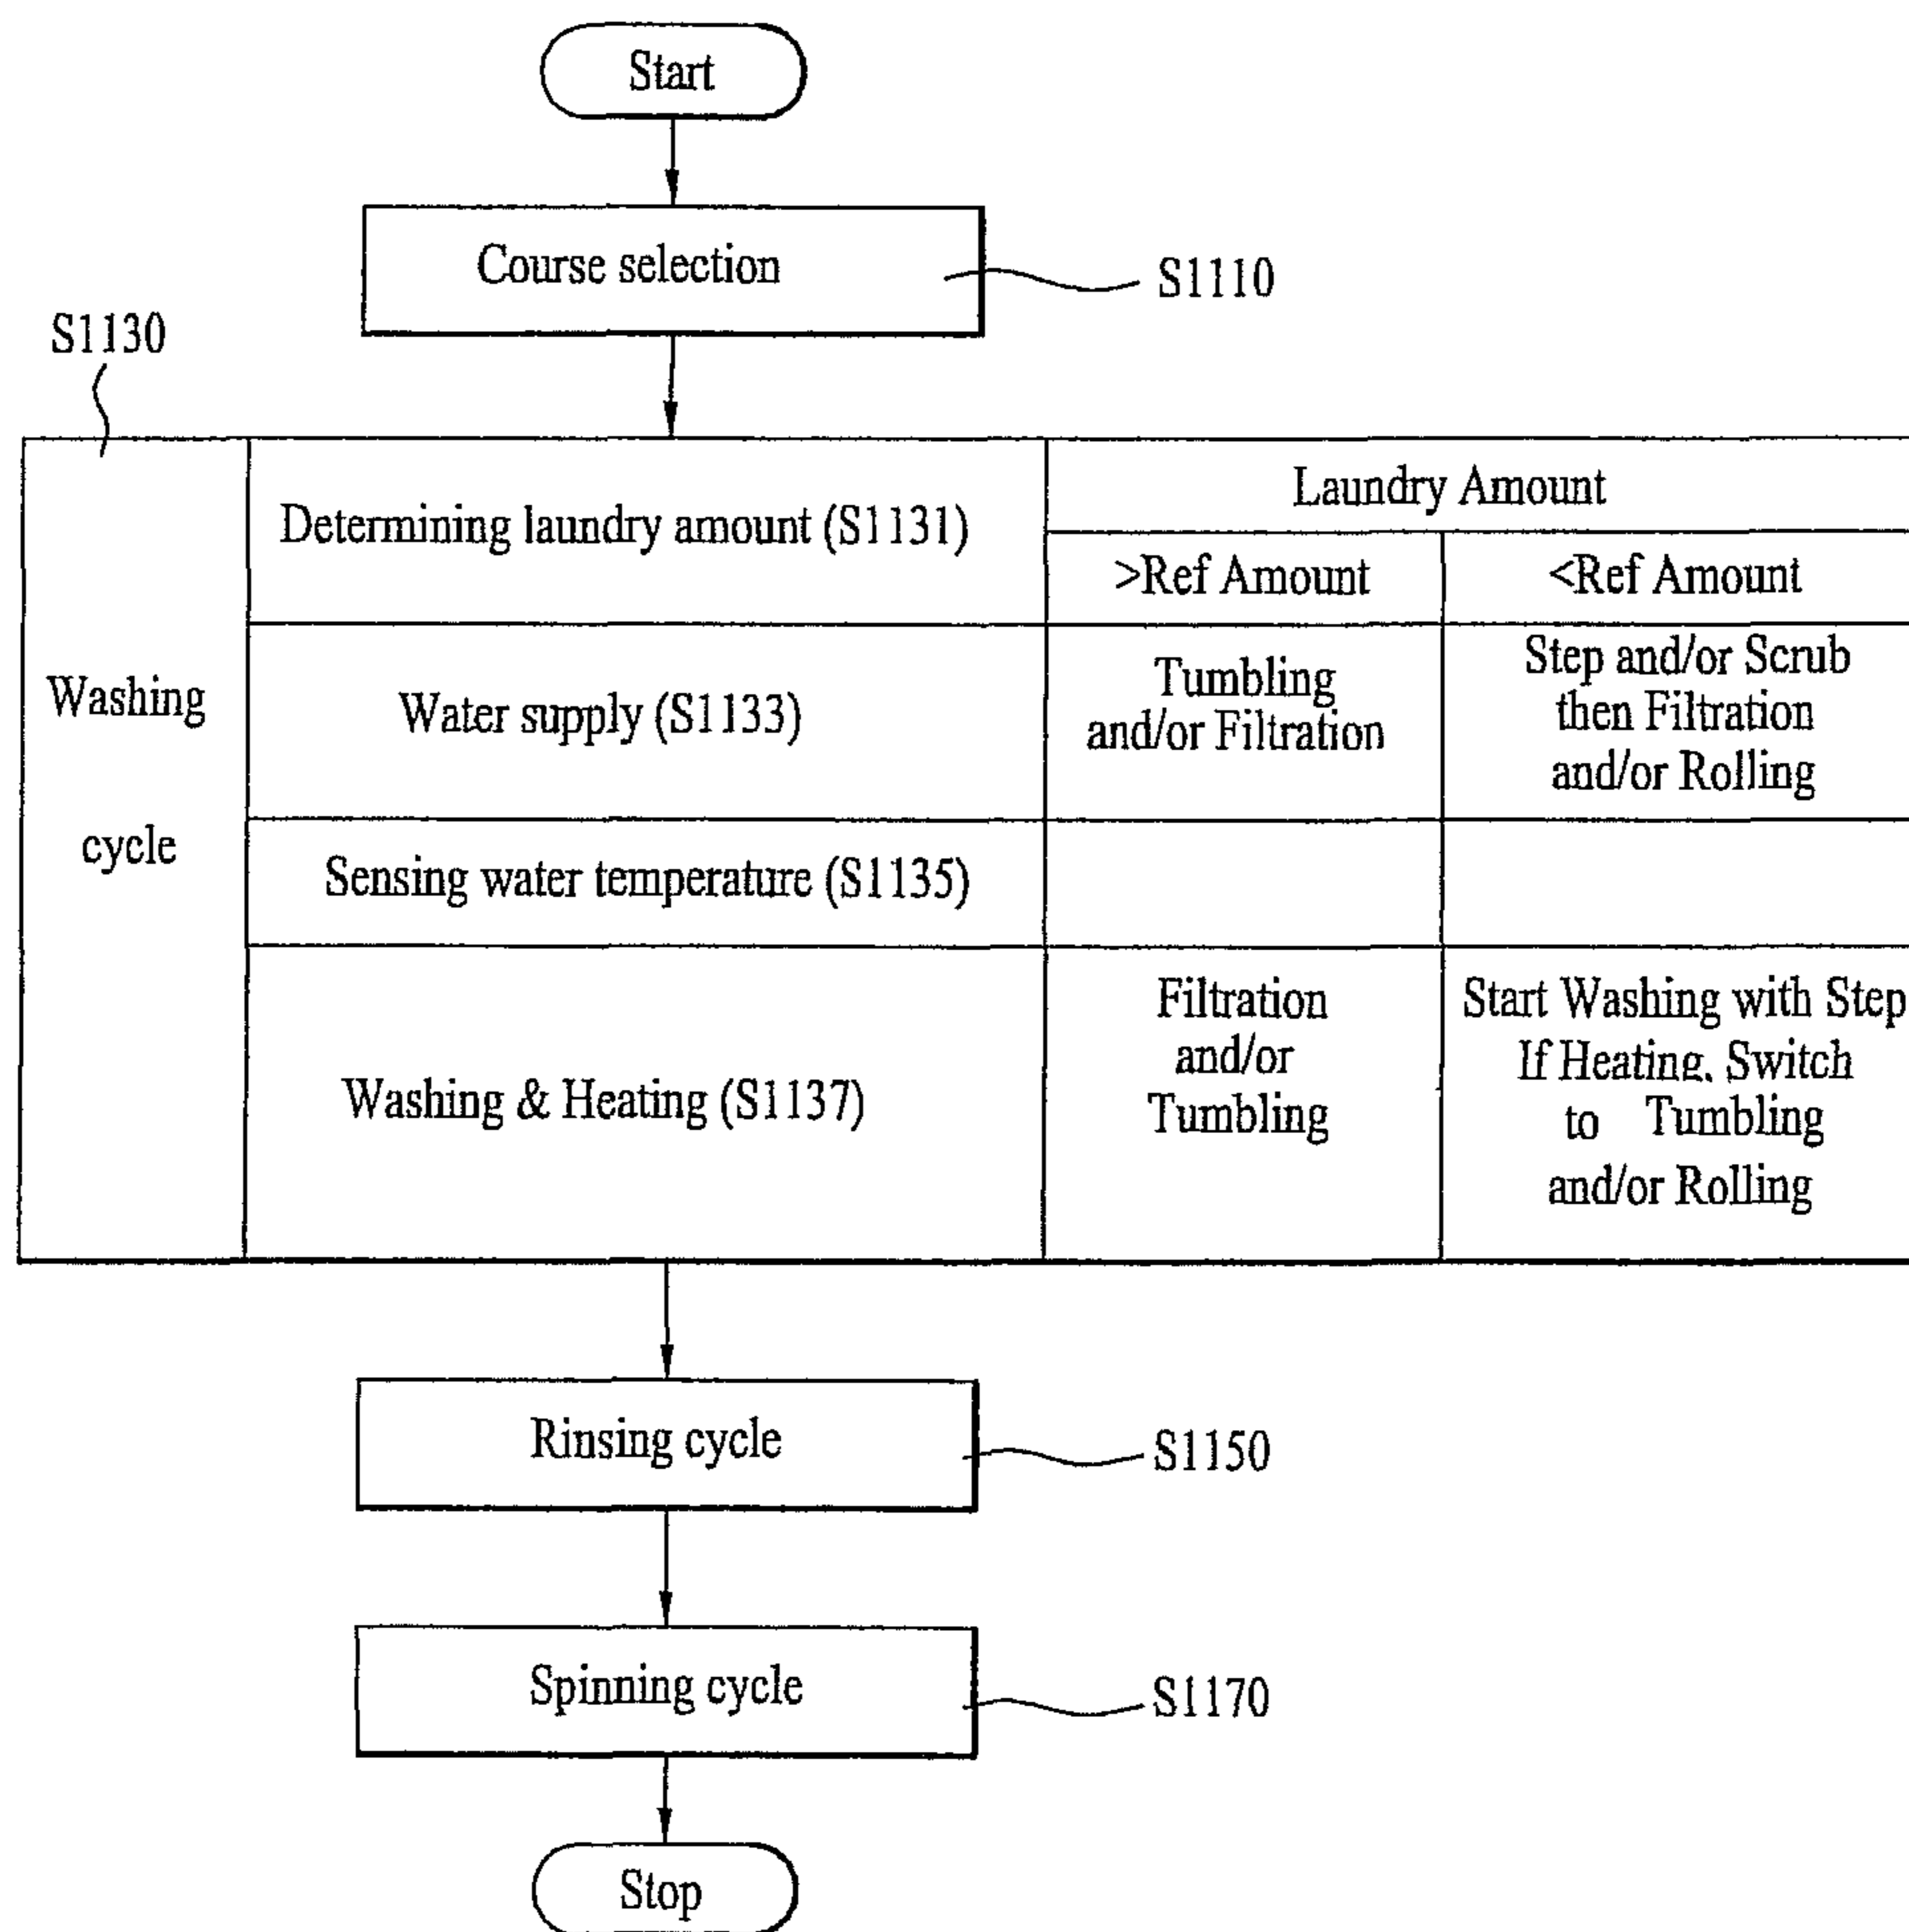 Start
Course selection
S1110
S1130
Washing
cycle
Determining laundry amount (S1131)
Laundry Amount
>Ref Amount
<Ref Amount
Water supply (S1133)
Tumbling
and/or Filtration
Step and/or Scrub
then Filtration
and/or Rolling
Sensing water temperature (S1135)
Washing & Heating (S1137)
Filtration
and/or
Tumbling
Start Washing with Step
If Heating, Switch
to Tumbling
and/or Rolling
Rinsing cycle
S1150
Spinning cycle
S1170
Stop